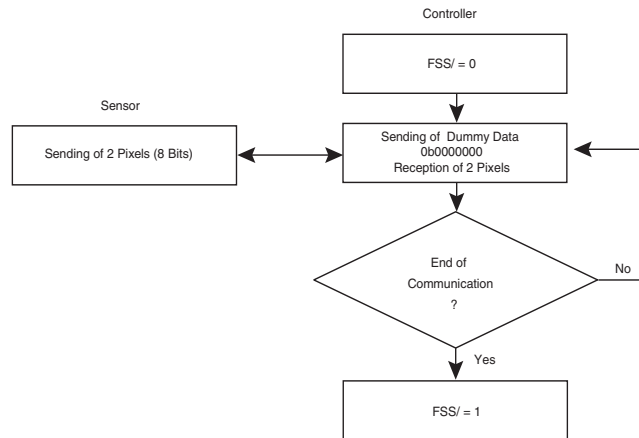 Controller
FSS/ = 0
Sensor
Sending of 2 Pixels (8 Bits)
Sending of Dummy Data
0b0000000
Reception of 2 Pixels
End of
Communication
?
No
Yes
FSS/ = 1